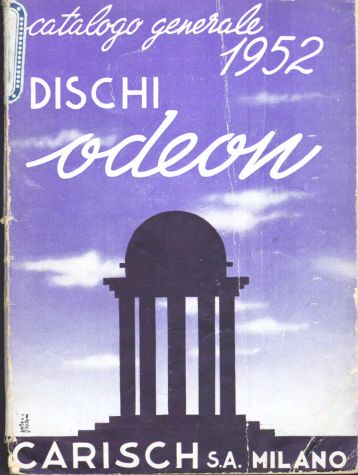 catalogo generale
1952
DISCHI
odeon
CARISCH S.A. MILANO